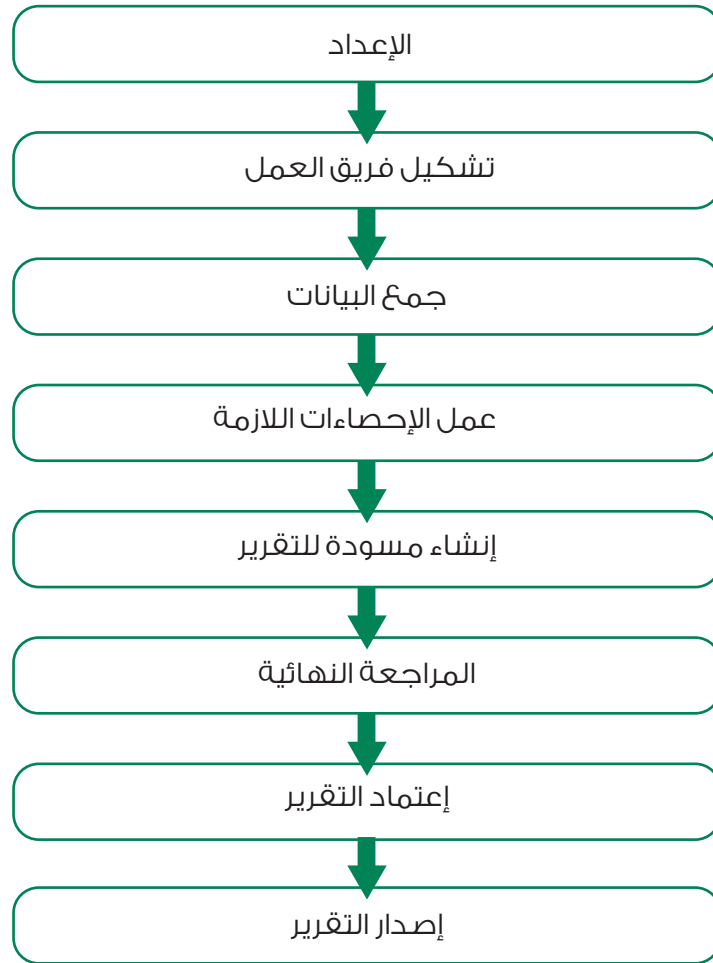 الإعداد
تشكيل فريق العمل
جمع البيانات
عمل الإحصاءات اللازمة
إنشاء مسودة للتقرير
المراجعة النهائية
إعتماد التقرير
إصدار التقرير